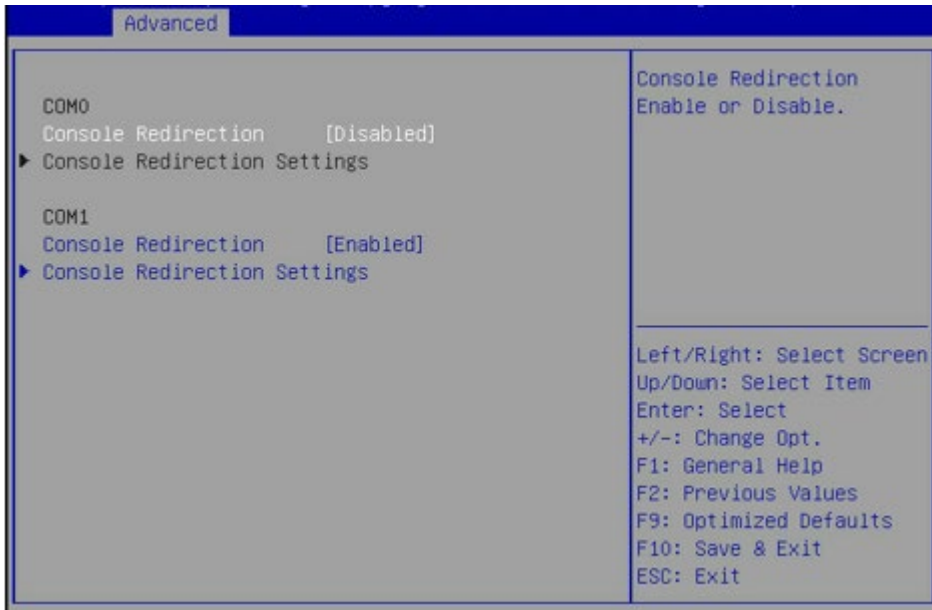 Advanced
COM0
Console Redirection [Disabled]
Console Redirection Settings
COM1
Console Redirection [Enabled]
Console Redirection Settings
Console Redirection
Enable or Disable.
Left/Right: Select Screen
Up/Down: Select Item
Enter: Select
+/-: Change Opt.
F1: General Help
F2: Previous Values
F9: Optimized Defaults
F10: Save & Exit
ESC: Exit